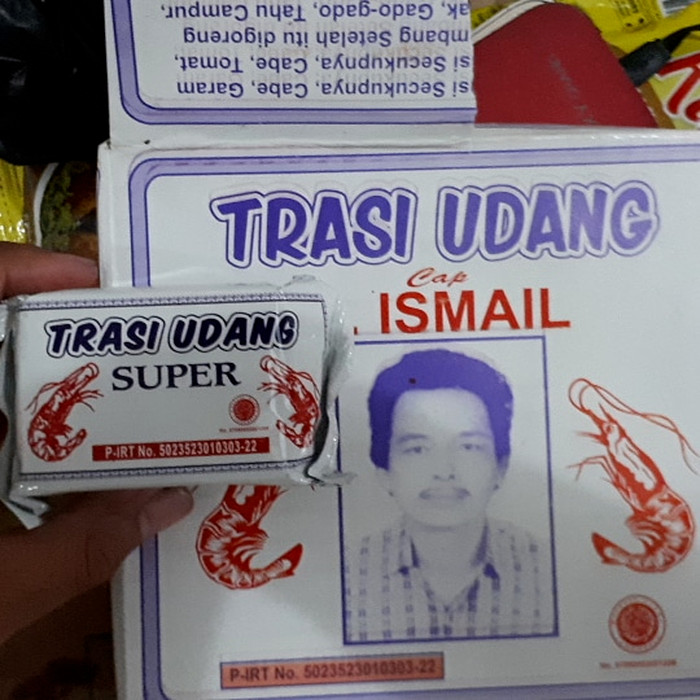 si Secukupnya, Cabe, Garam
si Secukupnya, Cabe, Tomat,
mbang Setelah itu digoreng
ak, Gado-gado, Tahu Campur,
TRASI UDANG
Cap
. ISMAIL
P-IRT No. 5023523010303-22
TRASI UDANG
SUPER
P-IRT No. 5023523010303-22